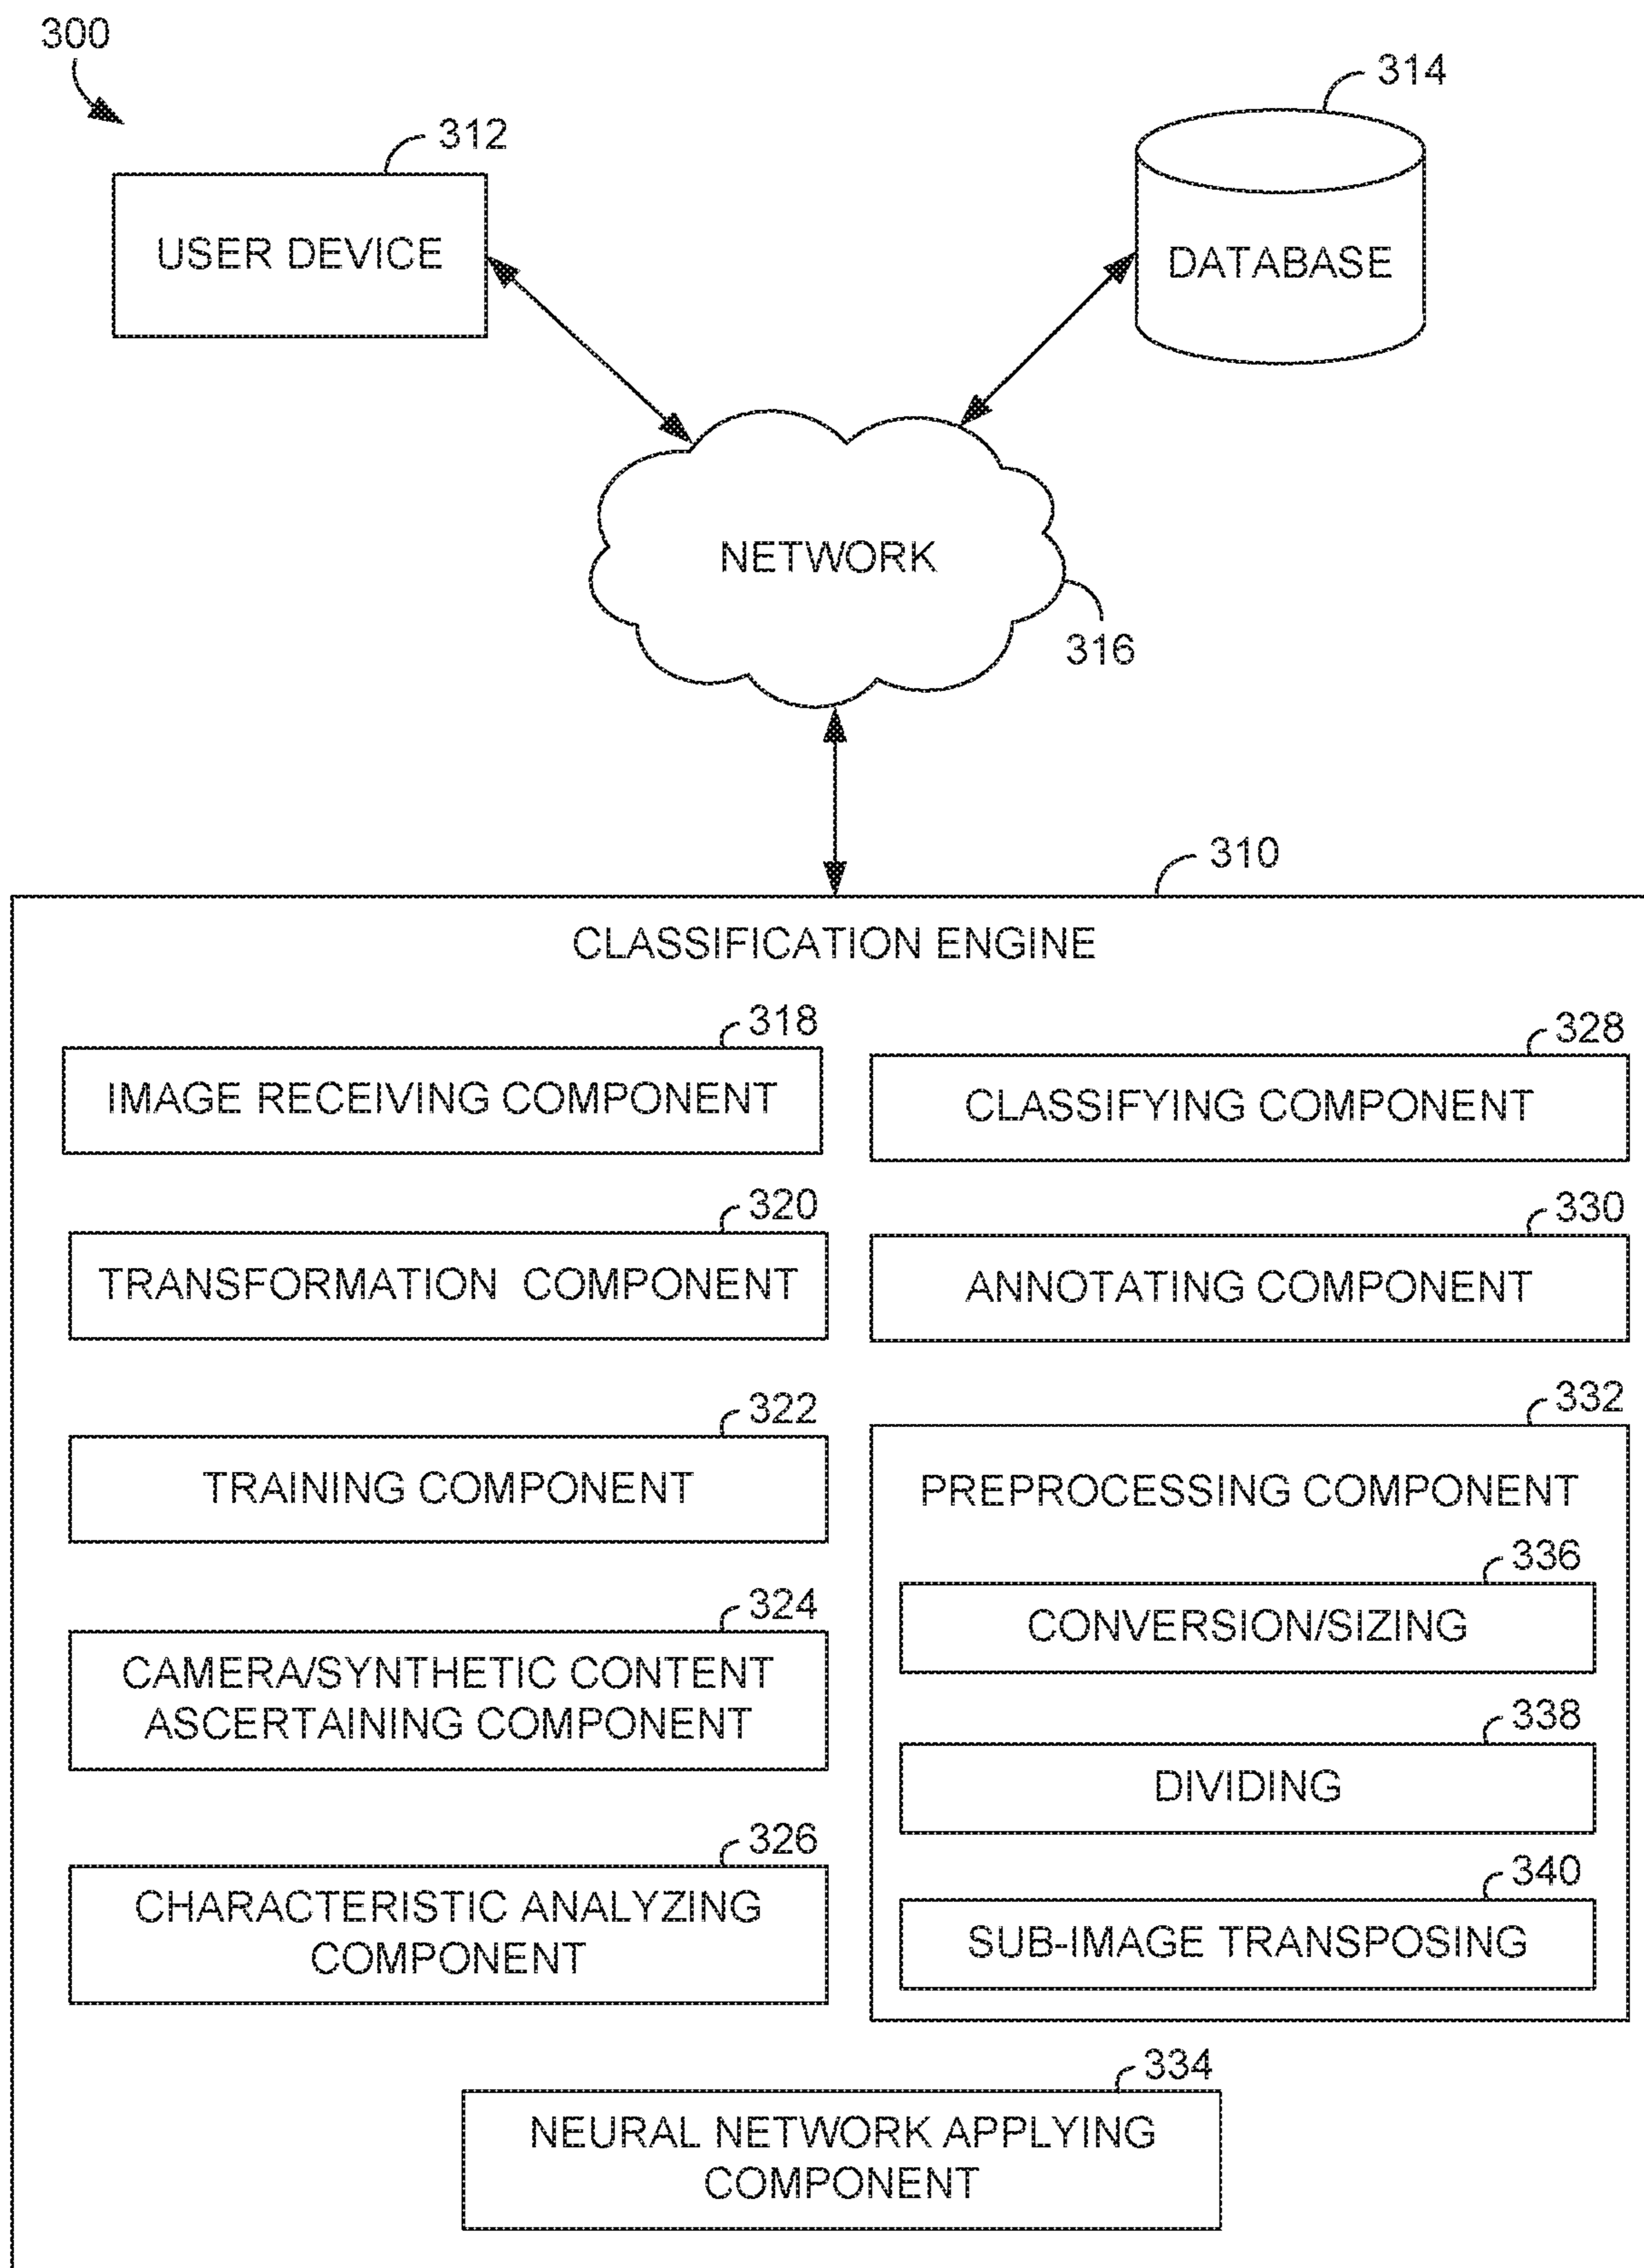 300
312
USER DEVICE
314
DATABASE
NETWORK
316
310
CLASSIFICATION ENGINE
318
IMAGE RECEIVING COMPONENT
320
TRANSFORMATION COMPONENT
322
TRAINING COMPONENT
324
CAMERA/SYNTHETIC CONTENT
ASCERTAINING COMPONENT
326
CHARACTERISTIC ANALYZING
COMPONENT
328
CLASSIFYING COMPONENT
330
ANNOTATING COMPONENT
332
PREPROCESSING COMPONENT
336
CONVERSION/SIZING
338
DIVIDING
340
SUB-IMAGE TRANSPOSING
334
NEURAL NETWORK APPLYING
COMPONENT